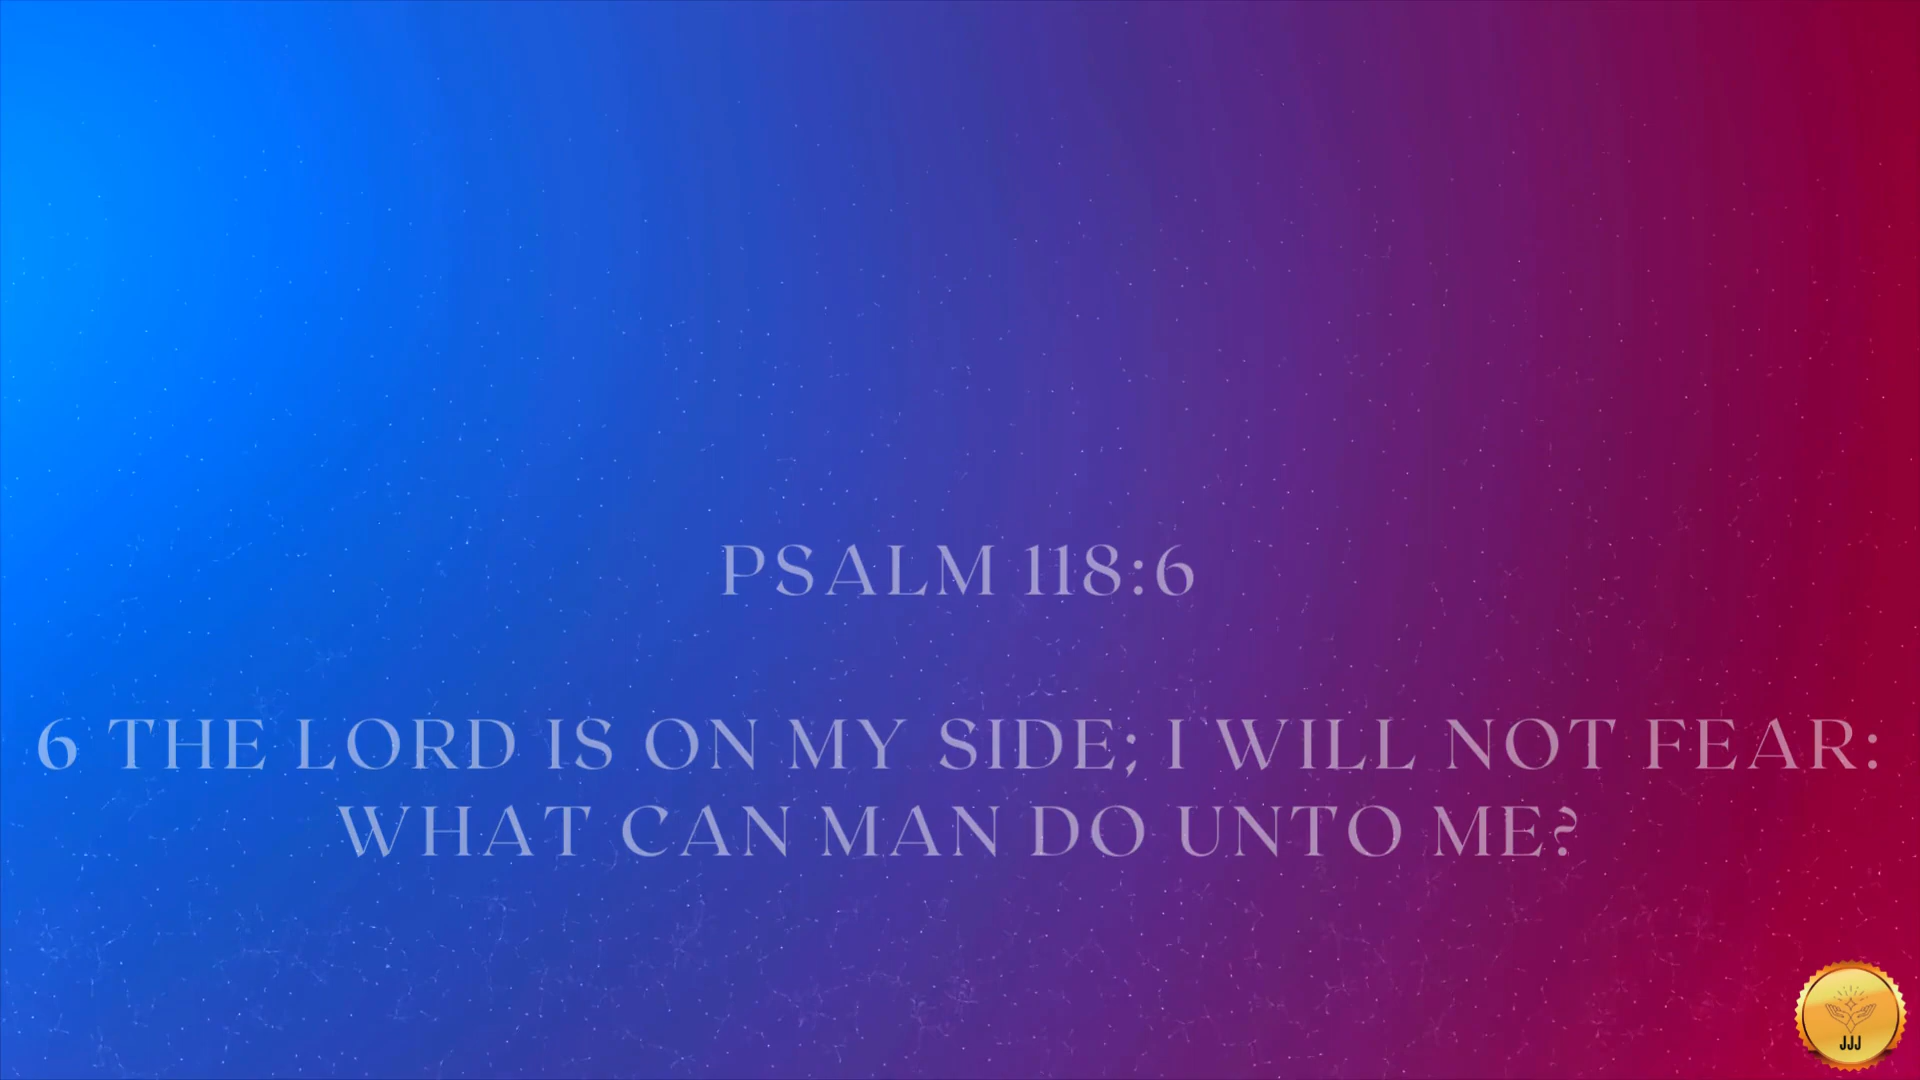 PSALM 118:6
6 THE LORD IS ON MY SIDE; I WILL NOT FEAR:
WHAT CAN MAN DO UNTO ME?
JJJ